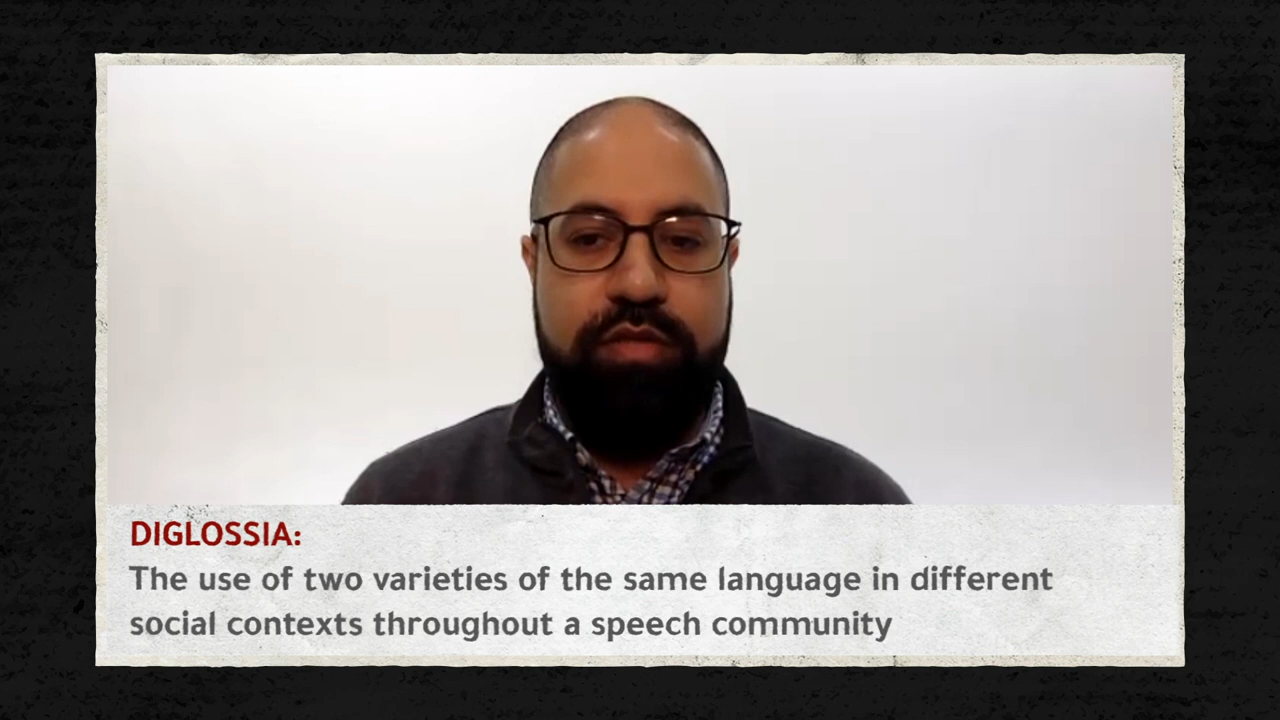 DIGLOSSIA:
The use of two varieties of the same language in different
social contexts throughout a speech community